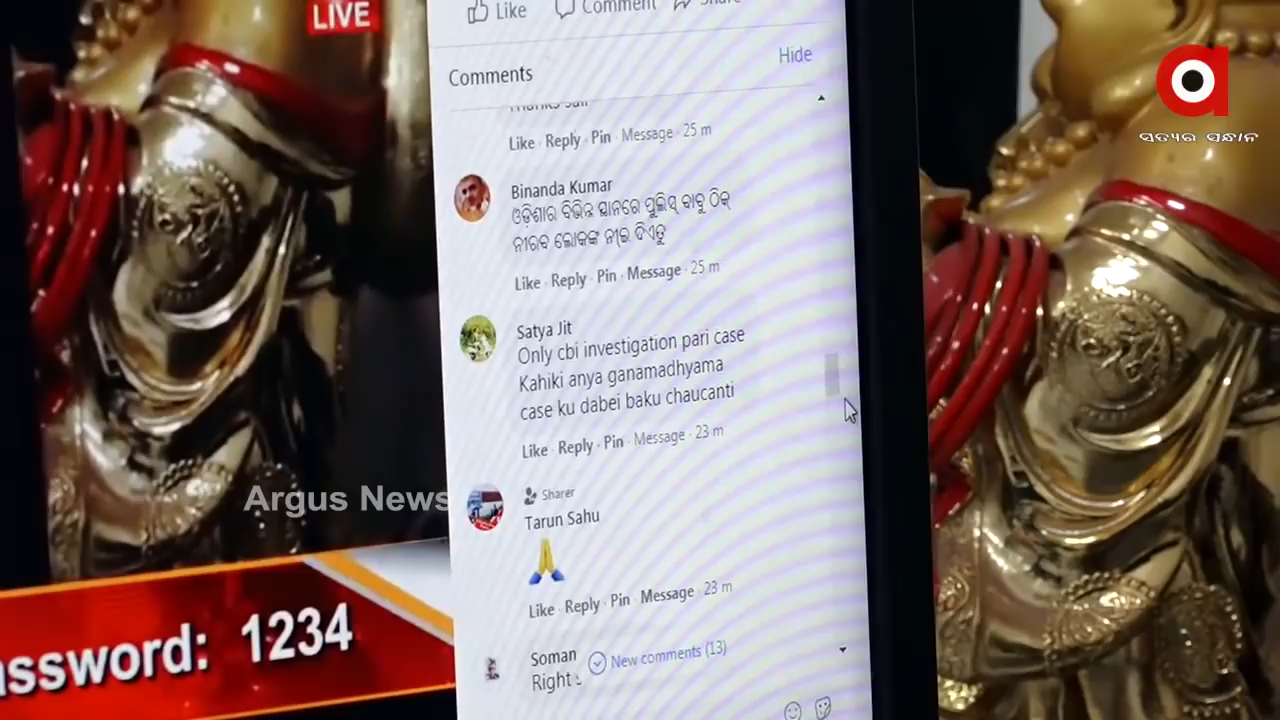 LIVE
Like Comment Share
Comments Hide
Like · Reply · Pin · Message · 25 m
Binanda Kumar
ଓଡ଼ିଶାର ବିଭିନ୍ନ ସ୍ଥାନରେ ପୁଲିସ୍ ବାବୁ ଠିକ୍
ନୀରବ ଲୋକଙ୍କ ନ୍ୀଇ ଦିଏତୁ
Like · Reply · Pin · Message · 25 m
Satya Jit
Only cbi investigation pari case
Kahiki anya ganamadhyama
case ku dabei baku chaucanti
Like · Reply · Pin · Message · 23 m
Sharer
Tarun Sahu
🙏
Like · Reply · Pin · Message · 23 m
Soman
Right
New comments (13)
Argus News
assword: 1234
ସତ୍ୟର ସନ୍ଧାନ